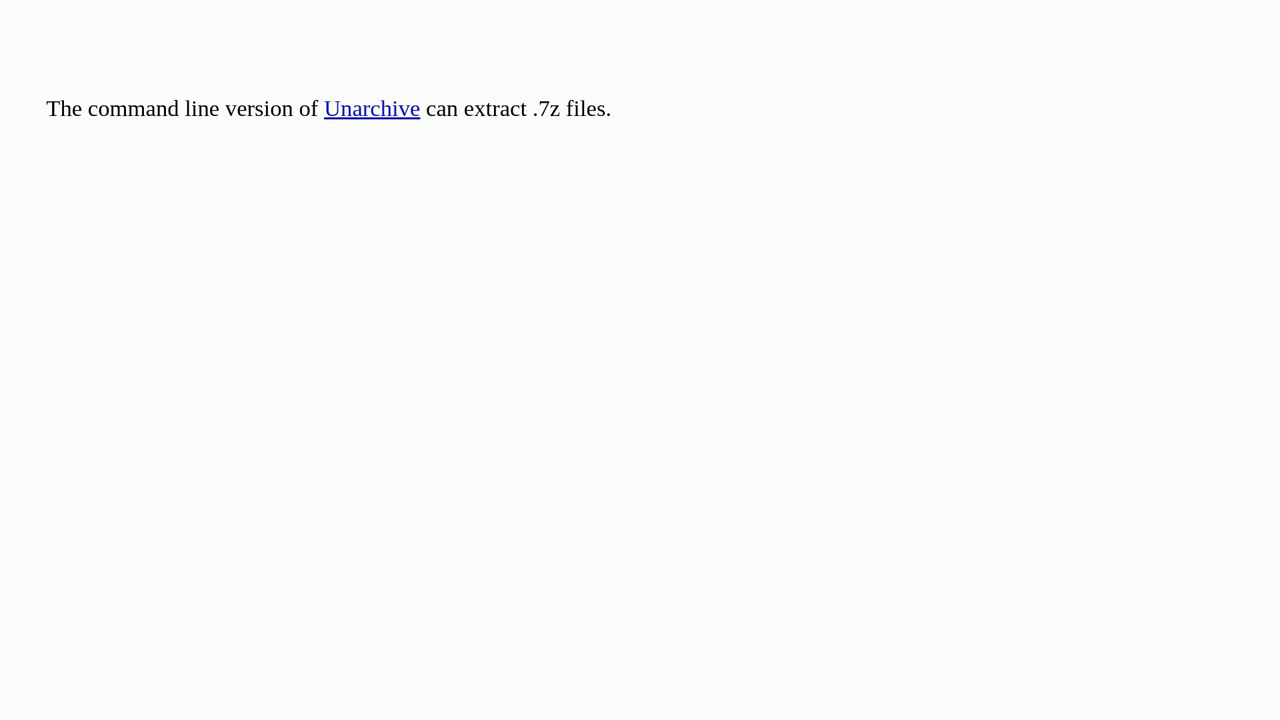 The command line version of Unarchive can extract .7z files.